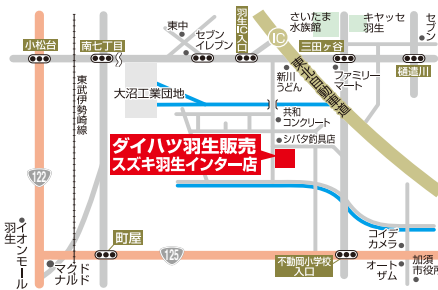 小松台
南七丁目
東中
セブン
イレブン
羽生IC入口
IC
さいたま
水族館
キヤッセ
羽生
セブン
三田ヶ谷
樋遣川
東北自動車道
新川
うどん
ファミリー
マート
大沼工業団地
東武伊勢崎線
共和
コンクリート
シバタ釣具店
ダイハツ羽生販売
スズキ羽生インター店
122
イオンモール
羽生
町屋
125
マクド
ナルド
不動岡小学校
入口
コイデ
カメラ
オート
ザム
加須
市役所